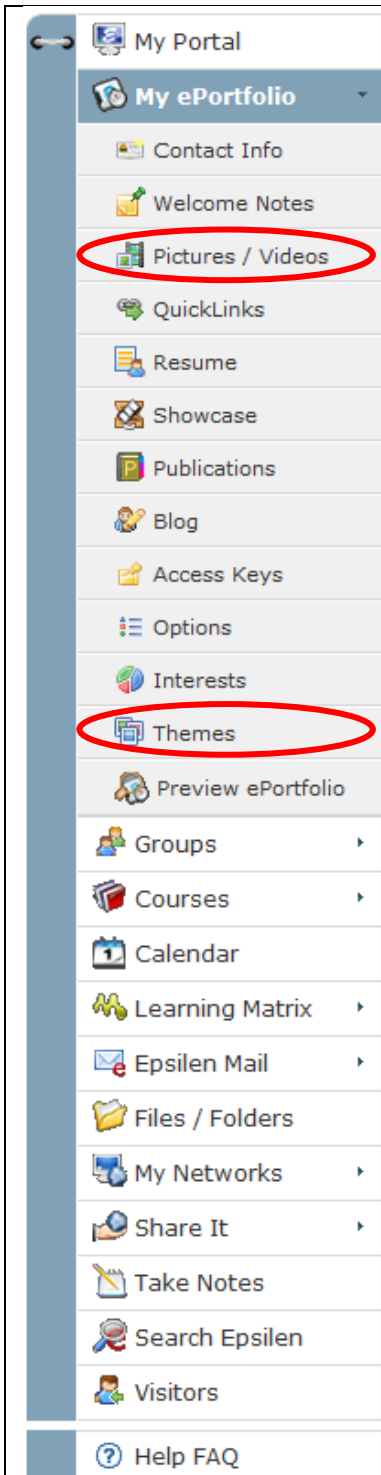 My Portal
My ePortfolio
Contact Info
Welcome Notes
Pictures / Videos
QuickLinks
Resume
Showcase
Publications
Blog
Access Keys
Options
Interests
Themes
Preview ePortfolio
Groups
Courses
Calendar
Learning Matrix
Epsilen Mail
Files / Folders
My Networks
Share It
Take Notes
Search Epsilen
Visitors
Help FAQ